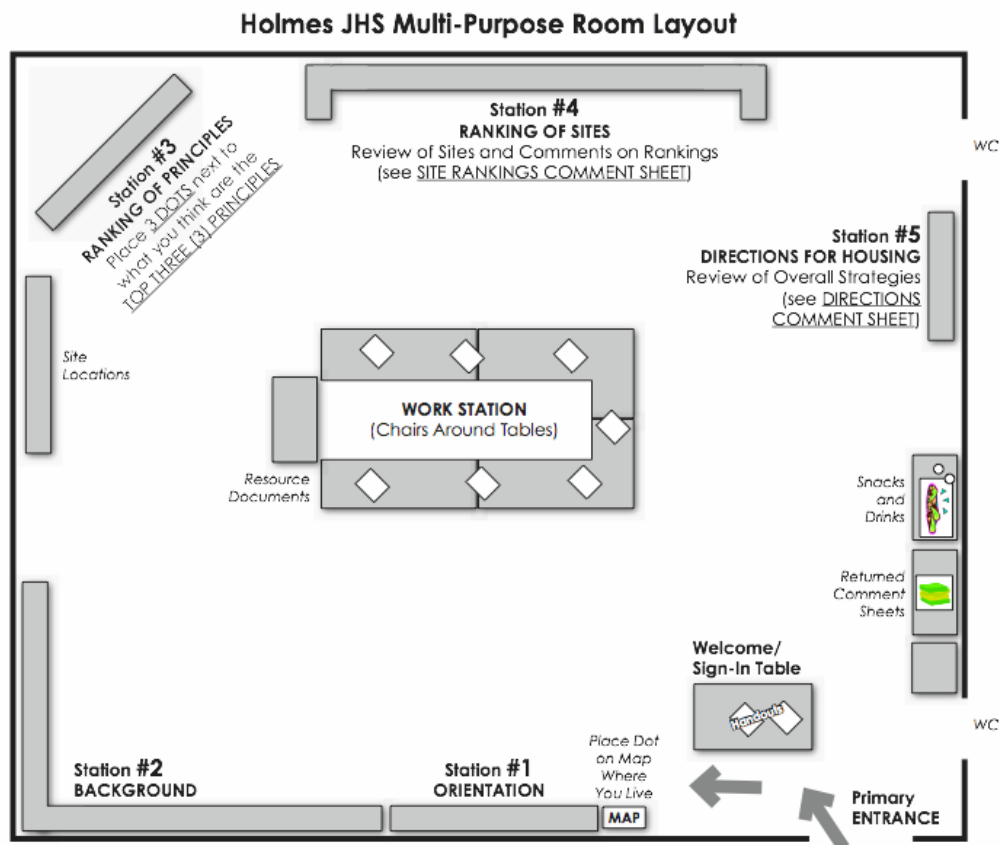 Holmes JHS Multi-Purpose Room Layout
Station #3
RANKING OF PRINCIPLES
Place 3 DOTS next to
what you think are the
TOP THREE (3) PRINCIPLES
Station #4
RANKING OF SITES
Review of Sites and Comments on Rankings
(see SITE RANKINGS COMMENT SHEET)
WC
Station #5
DIRECTIONS FOR HOUSING
Review of Overall Strategies
(see DIRECTIONS
COMMENT SHEET)
Site
Locations
WORK STATION
(Chairs Around Tables)
Resource
Documents
Snacks
and
Drinks
Returned
Comment
Sheets
Welcome/
Sign-In Table
Handouts
WC
Station #2
BACKGROUND
Station #1
ORIENTATION
Place Dot
on Map
Where
You Live
MAP
Primary
ENTRANCE